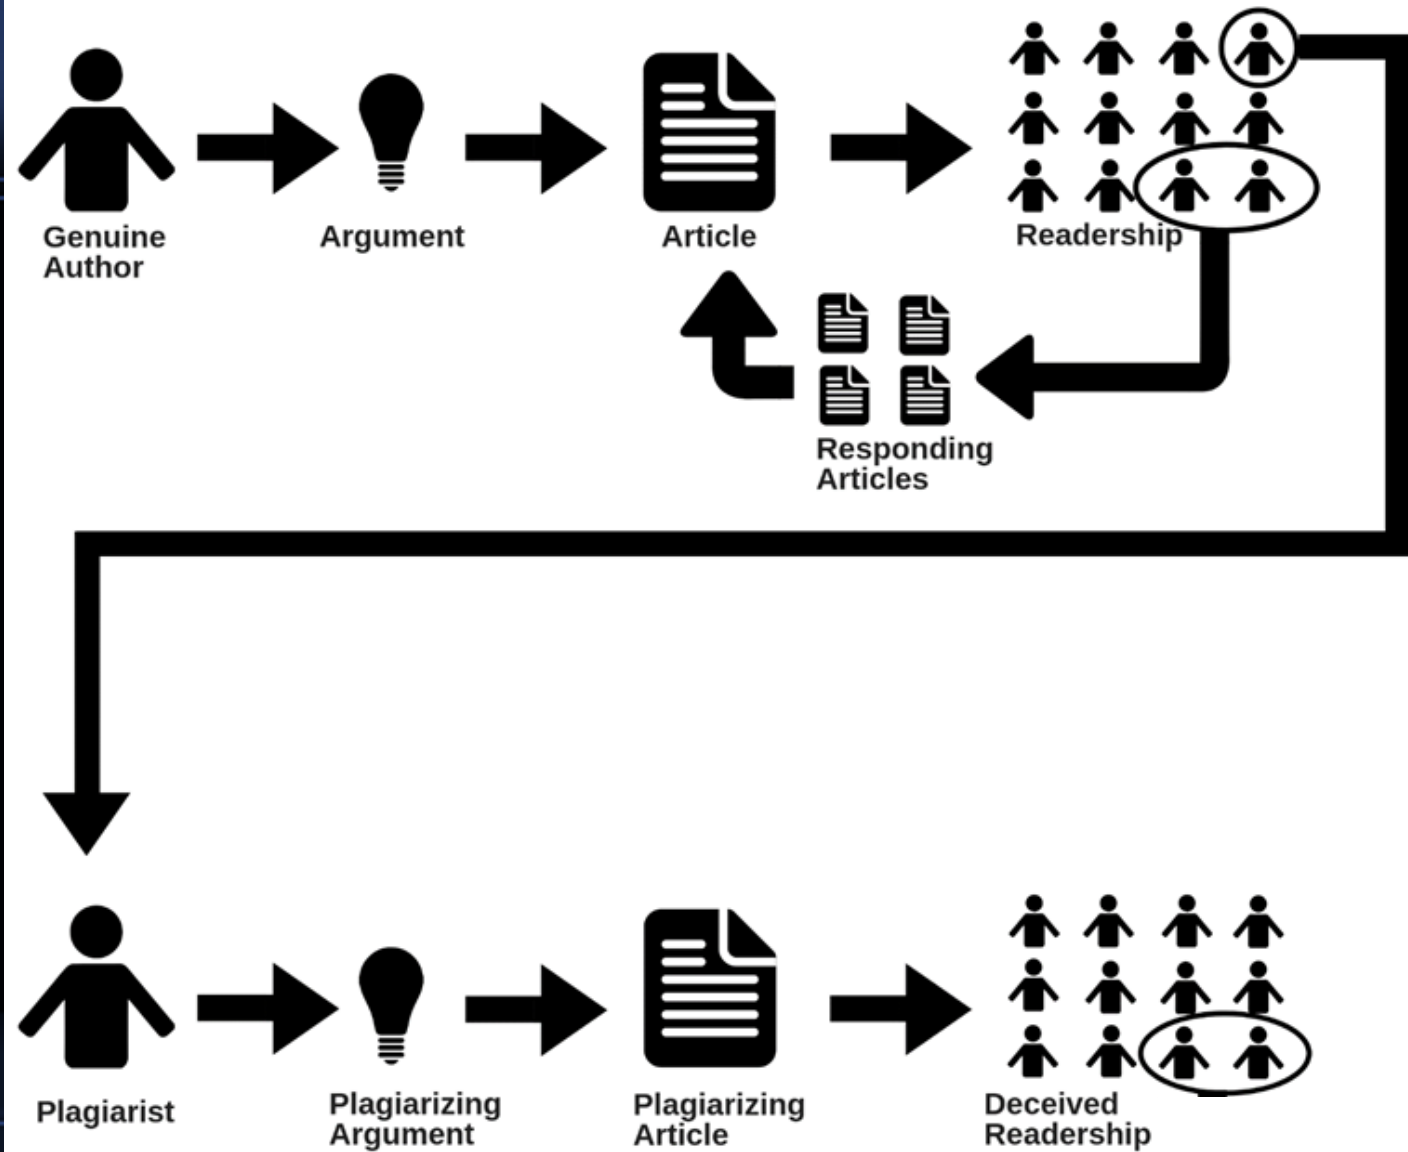 Genuine
Author
Argument
Article
Readership
Responding
Articles
Plagiarist
Plagiarizing
Argument
Plagiarizing
Article
Deceived
Readership